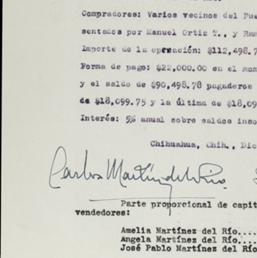 Compradores: Varios vecinos del Pue
sentados por Manuel Ortiz T., y Ram
Importe de la operación: $112,498.7
Forma de pago: $22,000.00 en el mom
y el saldo de $90,498.78 pagaderos
de $18,099.75 y la última de $18,09
Interés: 5% anual sobre saldos inso
Chihuahua, Chih., Dic
Carlos Martínez del Río
Parte proporcional de capit
vendedores:
Amelia Martínez del Río....
Angela Martínez del Río....
José Pablo Martínez del Río